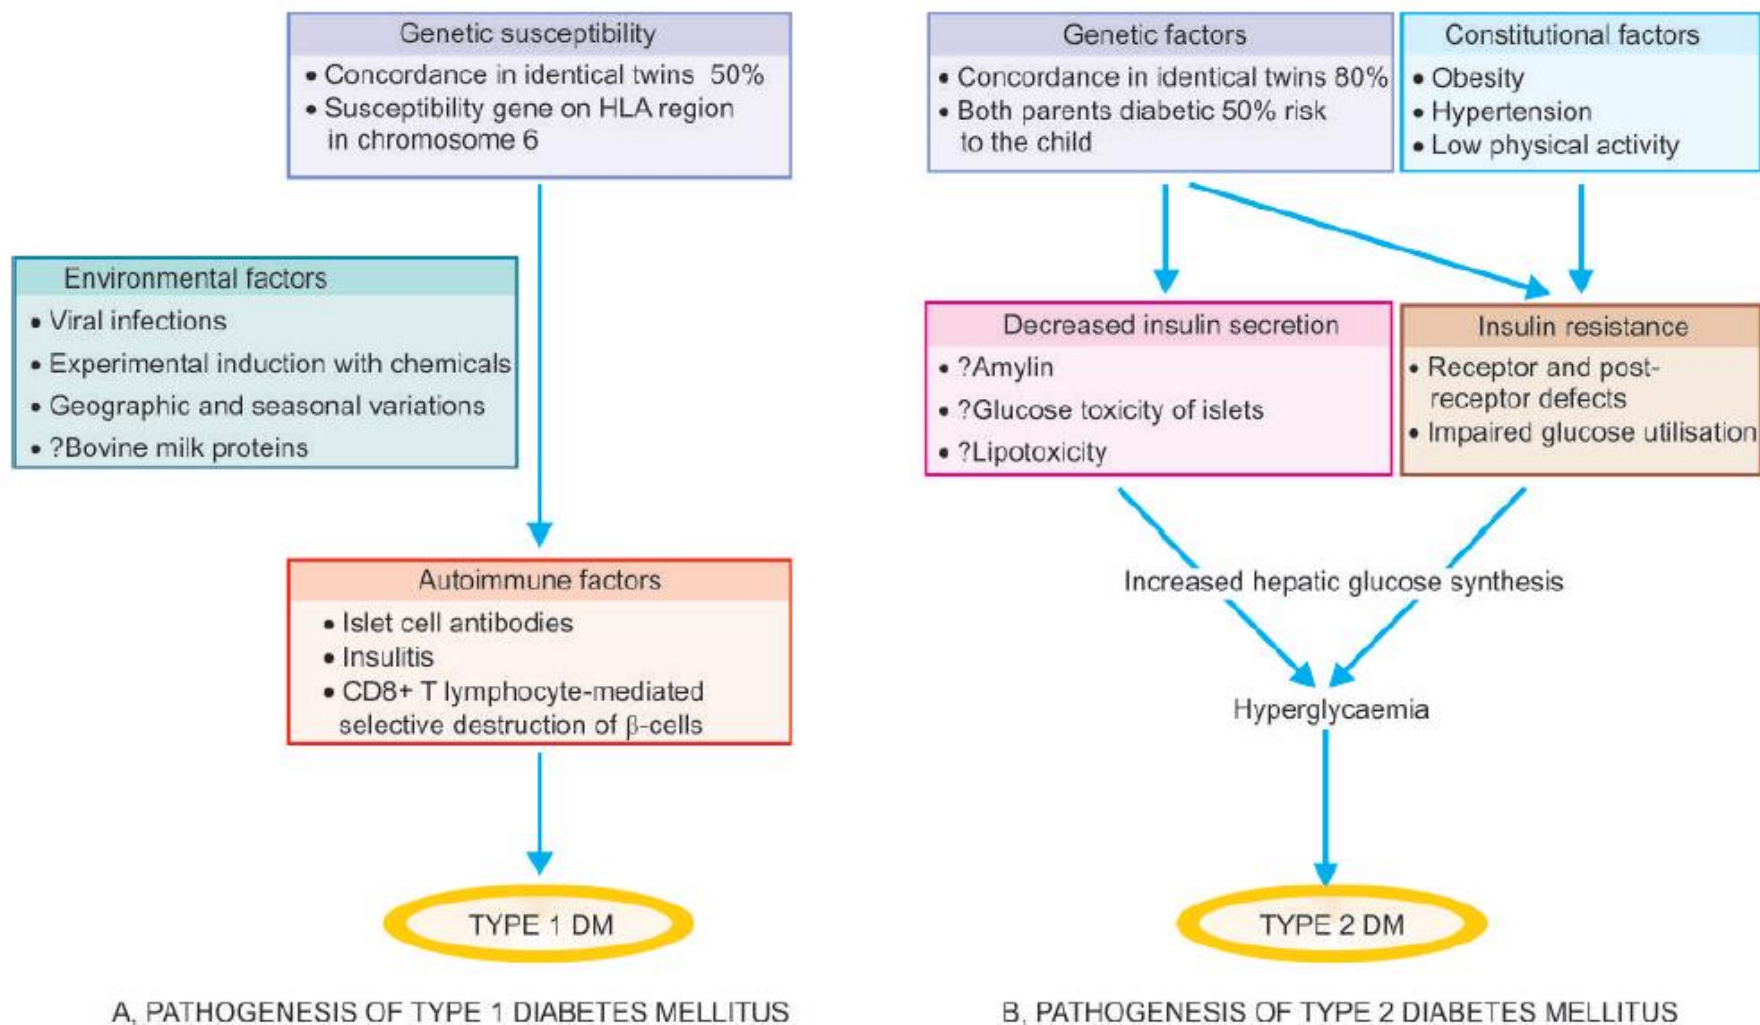 Genetic susceptibility
• Concordance in identical twins 50%
• Susceptibility gene on HLA region
in chromosome 6
Environmental factors
• Viral infections
• Experimental induction with chemicals
• Geographic and seasonal variations
• ?Bovine milk proteins
Autoimmune factors
• Islet cell antibodies
• Insulitis
• CD8+ T lymphocyte-mediated
selective destruction of β-cells
TYPE 1 DM
A, PATHOGENESIS OF TYPE 1 DIABETES MELLITUS
Genetic factors
• Concordance in identical twins 80%
• Both parents diabetic 50% risk
to the child
Constitutional factors
• Obesity
• Hypertension
• Low physical activity
Decreased insulin secretion
• ?Amylin
• ?Glucose toxicity of islets
• ?Lipotoxicity
Insulin resistance
• Receptor and post-
receptor defects
• Impaired glucose utilisation
Increased hepatic glucose synthesis
Hyperglycaemia
TYPE 2 DM
B, PATHOGENESIS OF TYPE 2 DIABETES MELLITUS